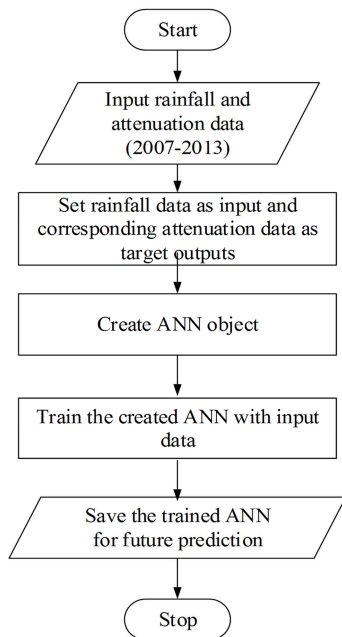 Start
Input rainfall and
attenuation data
(2007-2013)
Set rainfall data as input and
corresponding attenuation data as
target outputs
Create ANN object
Train the created ANN with input
data
Save the trained ANN
for future prediction
Stop